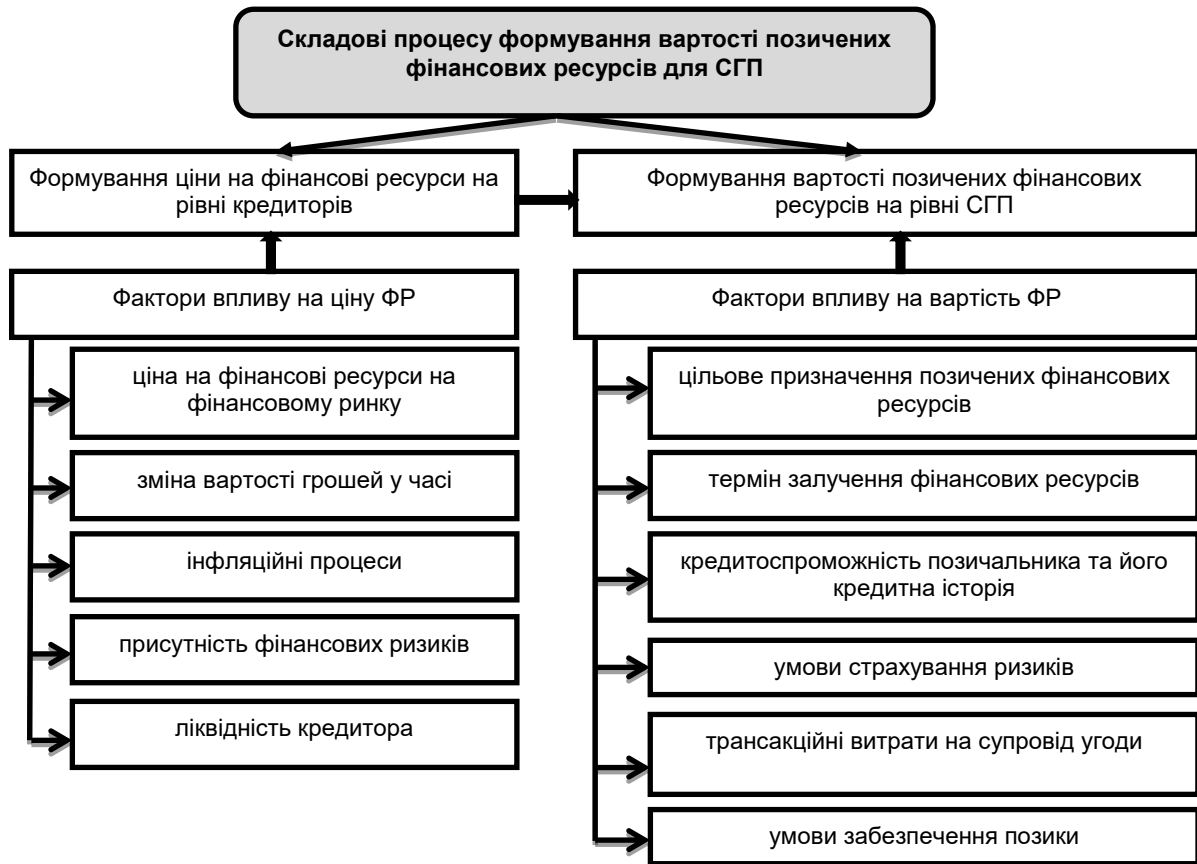 Складові процесу формування вартості позичених
фінансових ресурсів для СГП
Формування ціни на фінансові ресурси на
рівні кредиторів
Формування вартості позичених фінансових
ресурсів на рівні СГП
Фактори впливу на ціну ФР
Фактори впливу на вартість ФР
ціна на фінансові ресурси на
фінансовому ринку
зміна вартості грошей у часі
інфляційні процеси
присутність фінансових ризиків
ліквідність кредитора
цільове призначення позичених фінансових
ресурсів
термін залучення фінансових ресурсів
кредитоспроможність позичальника та його
кредитна історія
умови страхування ризиків
трансакційні витрати на супровід угоди
умови забезпечення позики